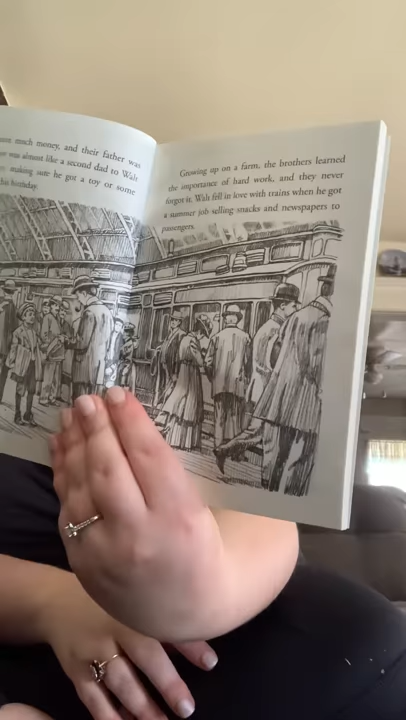 much money, and their father was
was almost like a second dad to Walt
making sure he got a toy or some
his birthday.
Growing up on a farm, the brothers learned
the importance of hard work, and they never
forgot it. Walt fell in love with trains when he got
a summer job selling snacks and newspapers to
passengers.